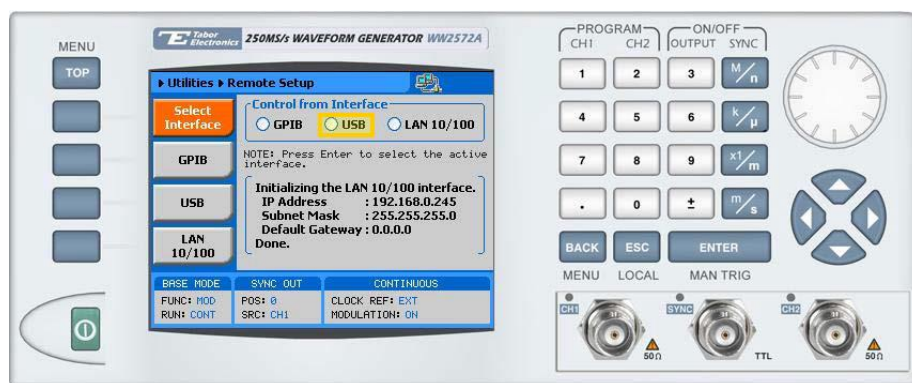 MENU
TOP
Tabor Electronics 250MS/s WAVEFORM GENERATOR WW2572A
Utilities Remote Setup
Select Interface
GPIB
USB
LAN 10/100
Control from Interface
GPIB USB LAN 10/100
NOTE: Press Enter to select the active
interface.
Initializing the LAN 10/100 interface.
IP Address : 192.168.0.245
Subnet Mask : 255.255.255.0
Default Gateway : 0.0.0.0
Done.
BASE MODE SYNC OUT CONTINUOUS
FUNC: MOD POS: 0 CLOCK REF: EXT
RUN: CONT SRC: CH1 MODULATION: ON
PROGRAM ON/OFF
CH1 CH2 OUTPUT SYNC
1 2 3 M/n
4 5 6 k/μ
7 8 9 x1/m
. 0 ± m/s
BACK ESC ENTER
MENU LOCAL MAN TRIG
CH1 SYNC CH2
50Ω TTL 50Ω